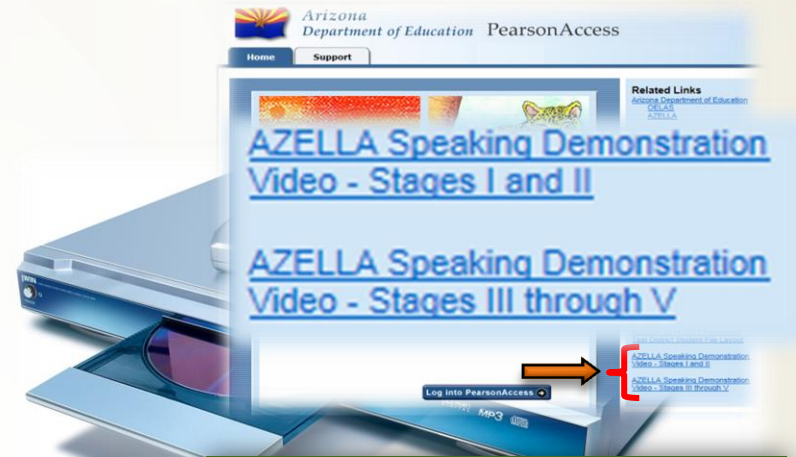 Arizona
Department of Education PearsonAccess
Home Support
Related Links
Arizona Department of Education
OELAS
AZELLA
AZELLA Speaking Demonstration
Video - Stages I and II
AZELLA Speaking Demonstration
Video - Stages III through V
AZELLA Speaking Demonstration
Video - Stages I and II
AZELLA Speaking Demonstration
Video - Stages III through V
Log into PearsonAccess
MP3